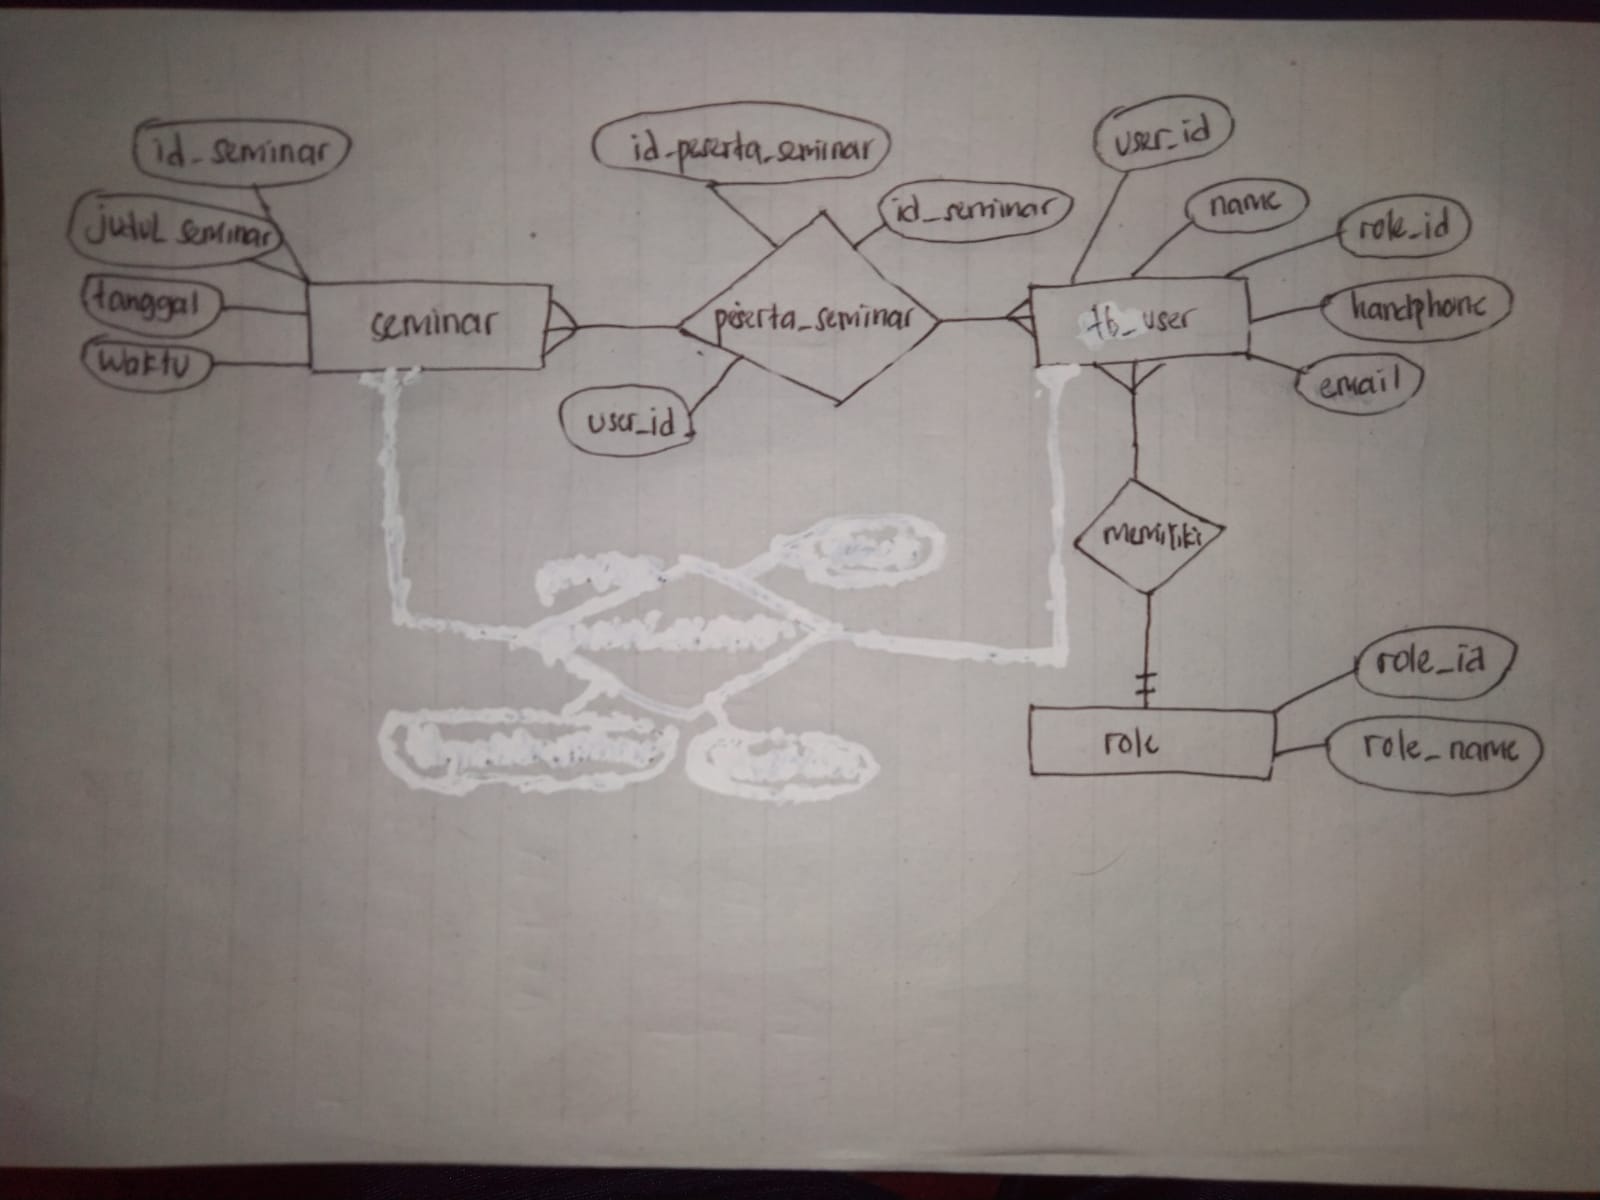 id_seminar
judul seminar
tanggal
waktu
seminar
id_peserta_seminar
id_seminar
peserta_seminar
user_id
user_id
name
role_id
handphone
email
tb_user
memiliki
role
role_id
role_name